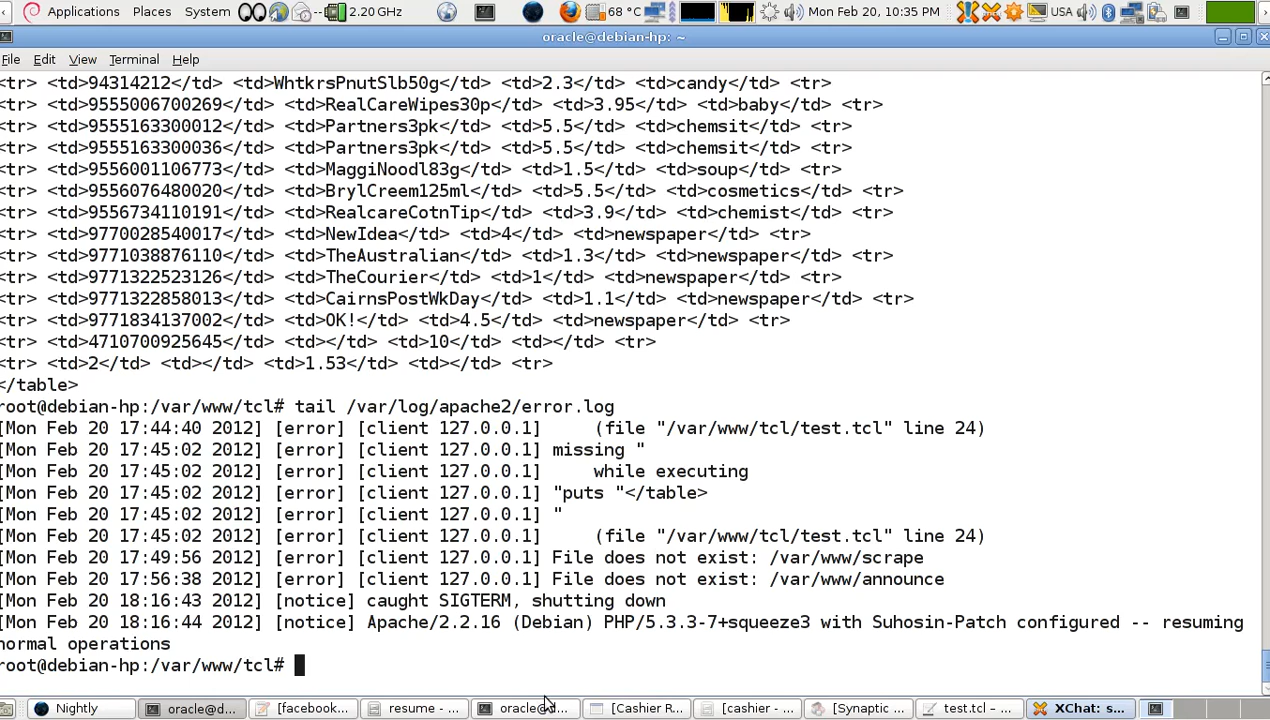 Applications Places System 2.20 GHz 68 °C Mon Feb 20, 10:35 PM USA
oracle@debian-hp: ~
File Edit View Terminal Help
<tr> <td>94314212</td> <td>WhtkrsPnutSlb50g</td> <td>2.3</td> <td>candy</td> <tr>
<tr> <td>9555006700269</td> <td>RealCareWipes30p</td> <td>3.95</td> <td>baby</td> <tr>
<tr> <td>9555163300012</td> <td>Partners3pk</td> <td>5.5</td> <td>chemsit</td> <tr>
<tr> <td>9555163300036</td> <td>Partners3pk</td> <td>5.5</td> <td>chemsit</td> <tr>
<tr> <td>9556001106773</td> <td>MaggiNoodl83g</td> <td>1.5</td> <td>soup</td> <tr>
<tr> <td>9556076480020</td> <td>BrylCreem125ml</td> <td>5.5</td> <td>cosmetics</td> <tr>
<tr> <td>9556734110191</td> <td>RealcareCotnTip</td> <td>3.9</td> <td>chemist</td> <tr>
<tr> <td>9770028540017</td> <td>NewIdea</td> <td>4</td> <td>newspaper</td> <tr>
<tr> <td>9771038876110</td> <td>TheAustralian</td> <td>1.3</td> <td>newspaper</td> <tr>
<tr> <td>9771322523126</td> <td>TheCourier</td> <td>1</td> <td>newspaper</td> <tr>
<tr> <td>9771322858013</td> <td>CairnsPostWkDay</td> <td>1.1</td> <td>newspaper</td> <tr>
<tr> <td>9771834137002</td> <td>OK!</td> <td>4.5</td> <td>newspaper</td> <tr>
<tr> <td>4710700925645</td> <td></td> <td>10</td> <td></td> <tr>
<tr> <td>2</td> <td></td> <td>1.53</td> <td></td> <tr>
</table>
root@debian-hp:/var/www/tcl# tail /var/log/apache2/error.log
[Mon Feb 20 17:44:40 2012] [error] [client 127.0.0.1]     (file "/var/www/tcl/test.tcl" line 24)
[Mon Feb 20 17:45:02 2012] [error] [client 127.0.0.1] missing "
[Mon Feb 20 17:45:02 2012] [error] [client 127.0.0.1]     while executing
[Mon Feb 20 17:45:02 2012] [error] [client 127.0.0.1] "puts "</table>
[Mon Feb 20 17:45:02 2012] [error] [client 127.0.0.1] "
[Mon Feb 20 17:45:02 2012] [error] [client 127.0.0.1]     (file "/var/www/tcl/test.tcl" line 24)
[Mon Feb 20 17:49:56 2012] [error] [client 127.0.0.1] File does not exist: /var/www/scrape
[Mon Feb 20 17:56:38 2012] [error] [client 127.0.0.1] File does not exist: /var/www/announce
[Mon Feb 20 18:16:43 2012] [notice] caught SIGTERM, shutting down
[Mon Feb 20 18:16:44 2012] [notice] Apache/2.2.16 (Debian) PHP/5.3.3-7+squeeze3 with Suhosin-Patch configured -- resuming
normal operations
root@debian-hp:/var/www/tcl#
Nightly oracle@d... [facebook... resume - ... oracle@d... [Cashier R... [cashier - ... [Synaptic ... test.tcl - ... XChat: s...